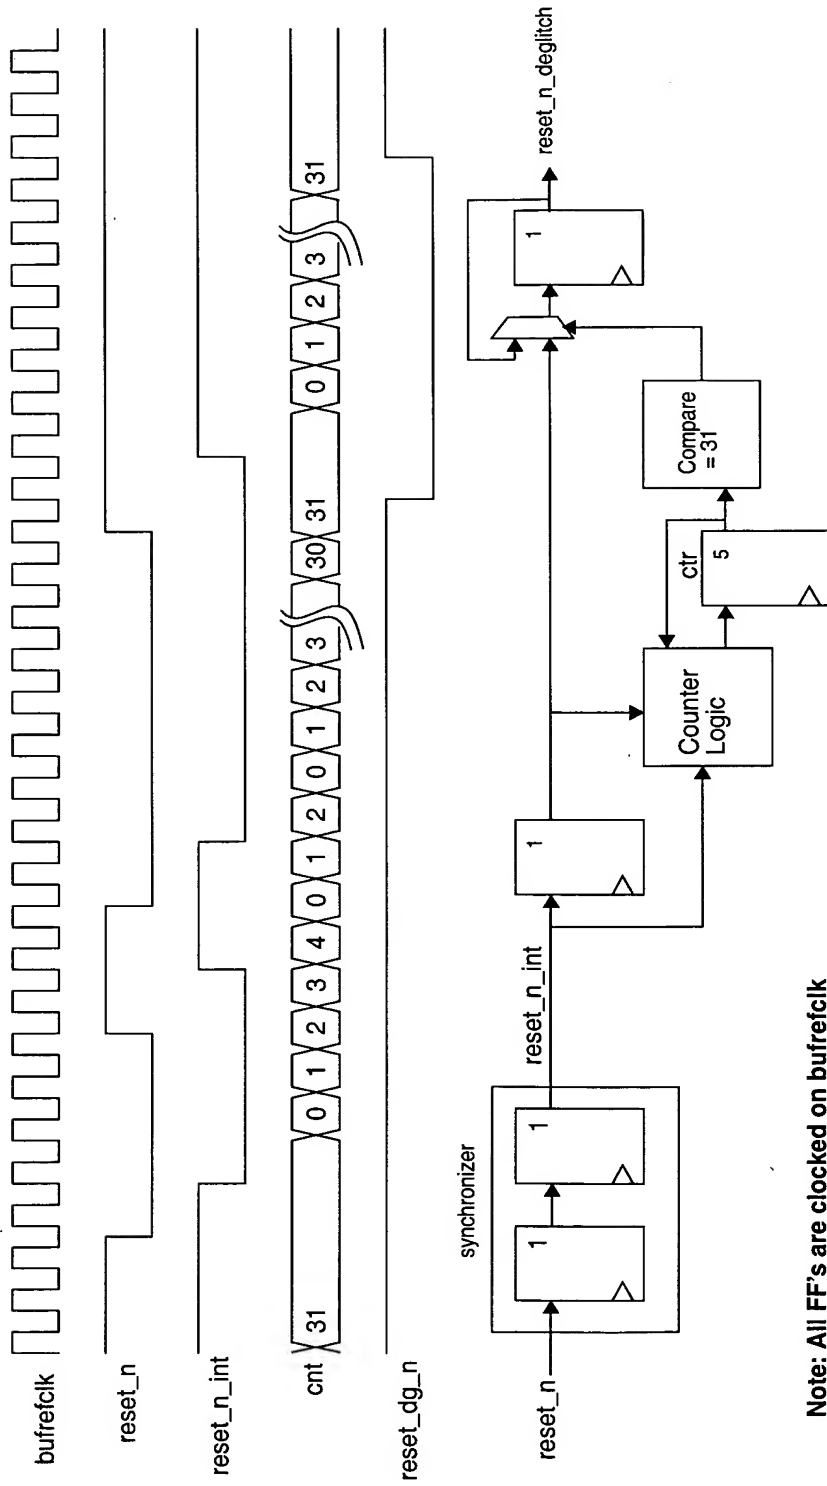 bufrefclk
reset_n
reset_n_int
cnt 31 0 1 2 3 4 0 1 2 0 1 2 3 30 31 0 1 2 3 31
reset_dg_n
synchronizer
reset_n
1
1
reset_n_int
1
Counter
Logic
ctr
5
Compare
= 31
1
reset_n_deglitch
Note: All FF's are clocked on bufrefclk